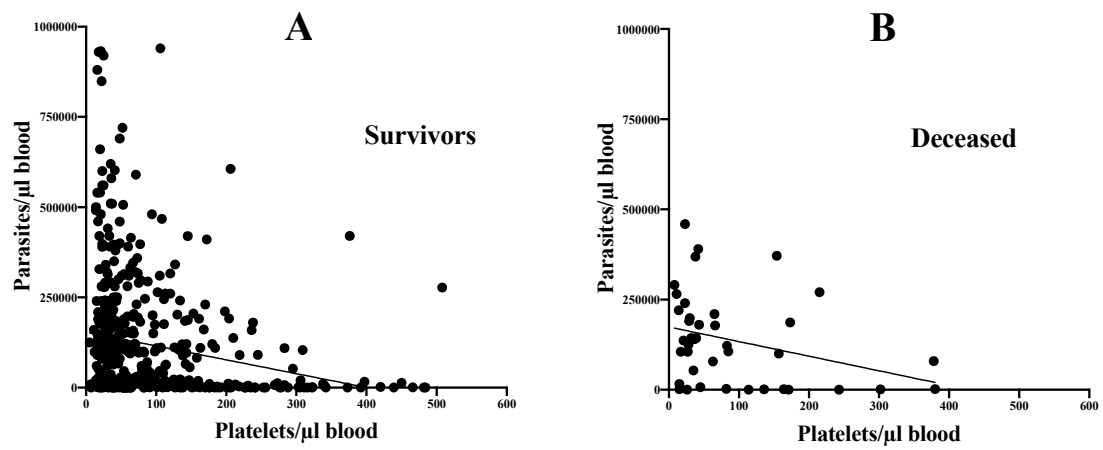 A
1000000
750000
500000
250000
0
Parasites/µl blood
Survivors
0 100 200 300 400 500 600
Platelets/µl blood
B
1000000
750000
500000
250000
0
Parasites/µl blood
Deceased
0 100 200 300 400 500 600
Platelets/µl blood